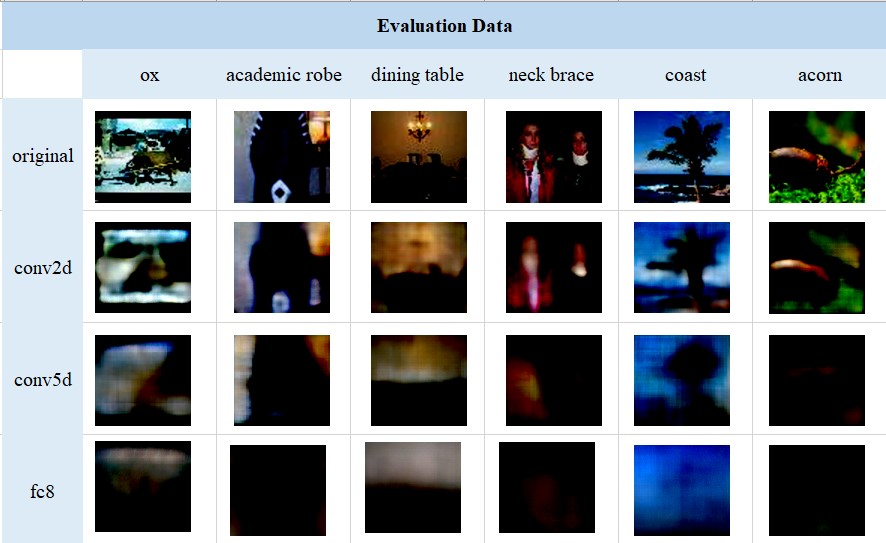 Evaluation Data
ox academic robe dining table neck brace coast acorn
original
conv2d
conv5d
fc8